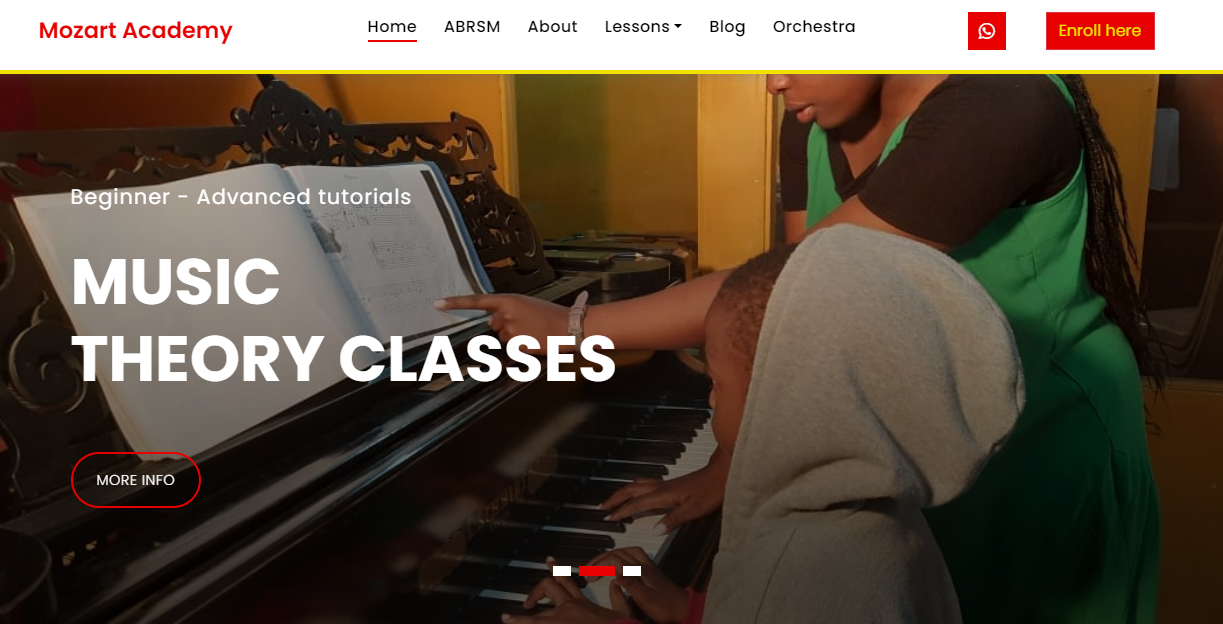 Mozart Academy
Home ABRSM About Lessons Blog Orchestra
Enroll here
Beginner - Advanced tutorials
MUSIC
THEORY CLASSES
MORE INFO